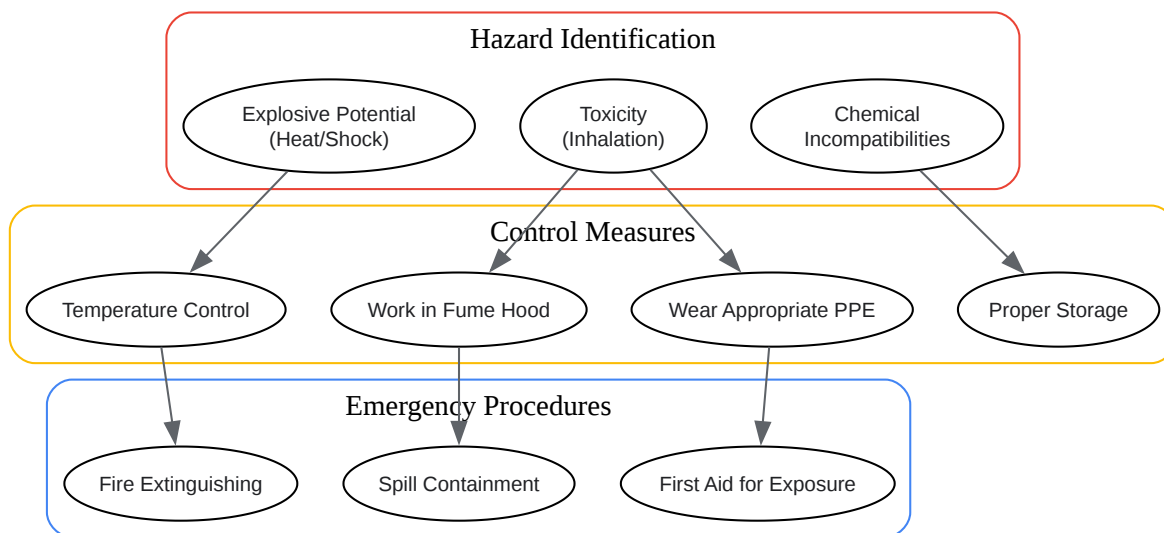 Hazard Identification
Explosive Potential
(Heat/Shock)
Toxicity
(Inhalation)
Chemical
Incompatibilities
Control Measures
Temperature Control
Work in Fume Hood
Wear Appropriate PPE
Proper Storage
Emergency Procedures
Fire Extinguishing
Spill Containment
First Aid for Exposure